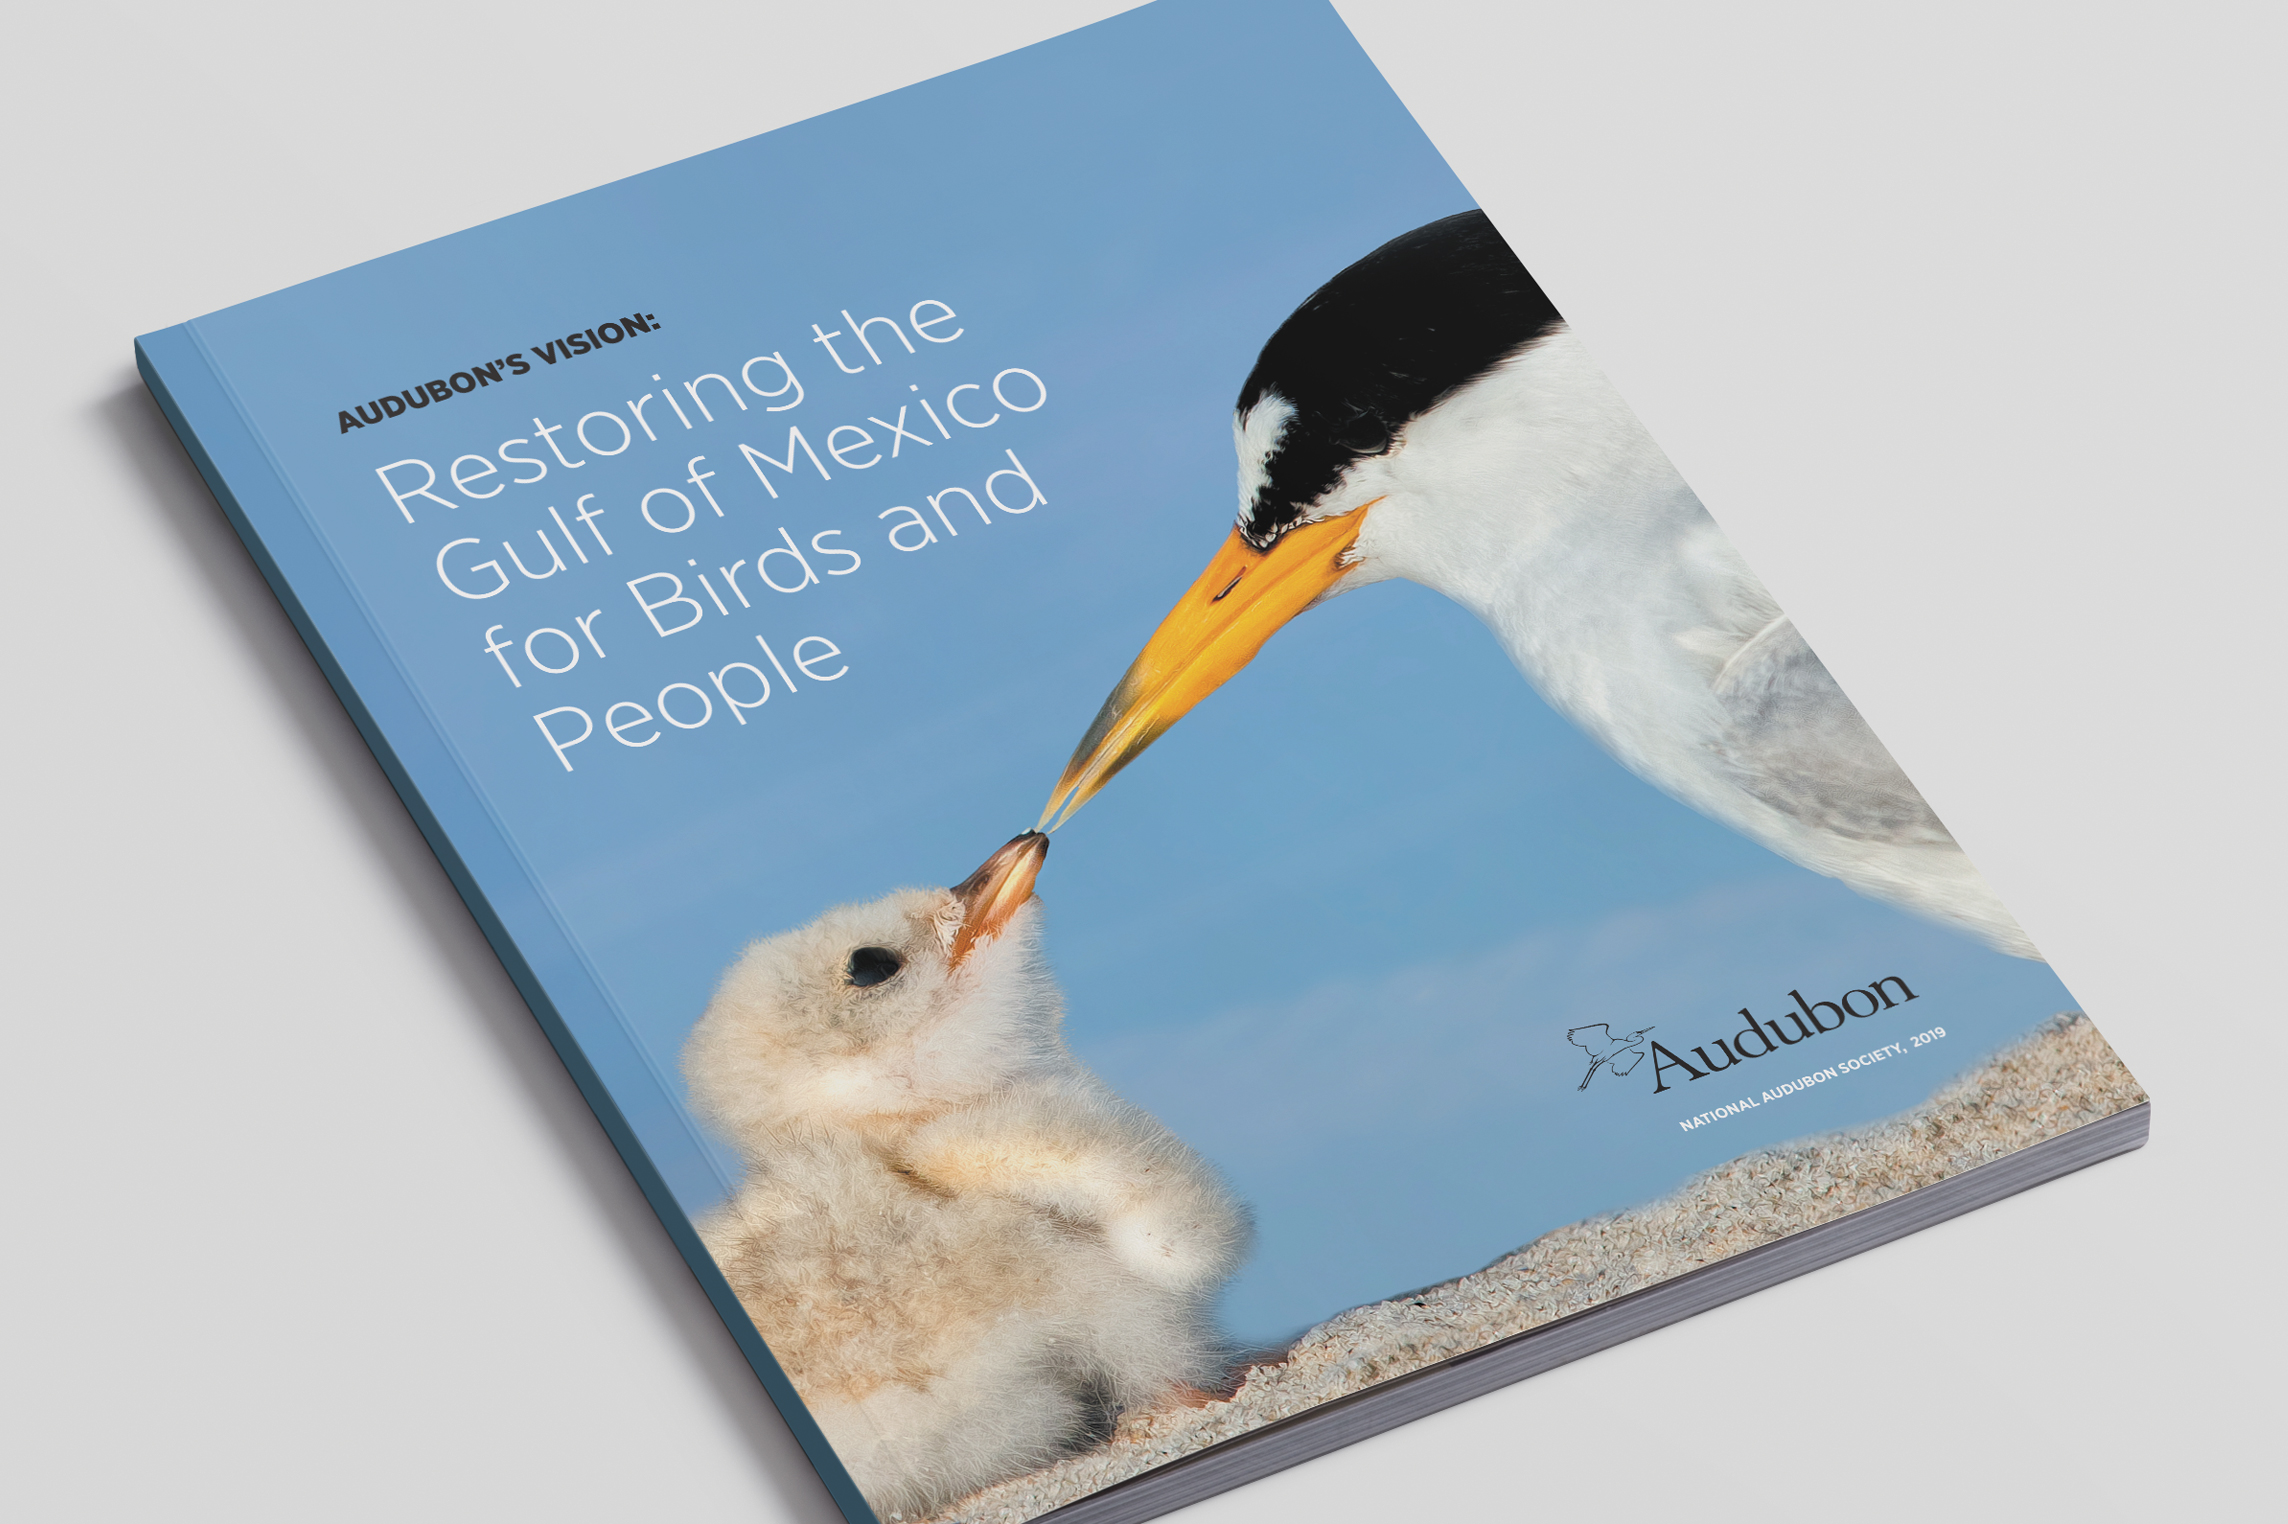 AUDUBON'S VISION:
Restoring the
Gulf of Mexico
for Birds and
People
Audubon
NATIONAL AUDUBON SOCIETY, 2019